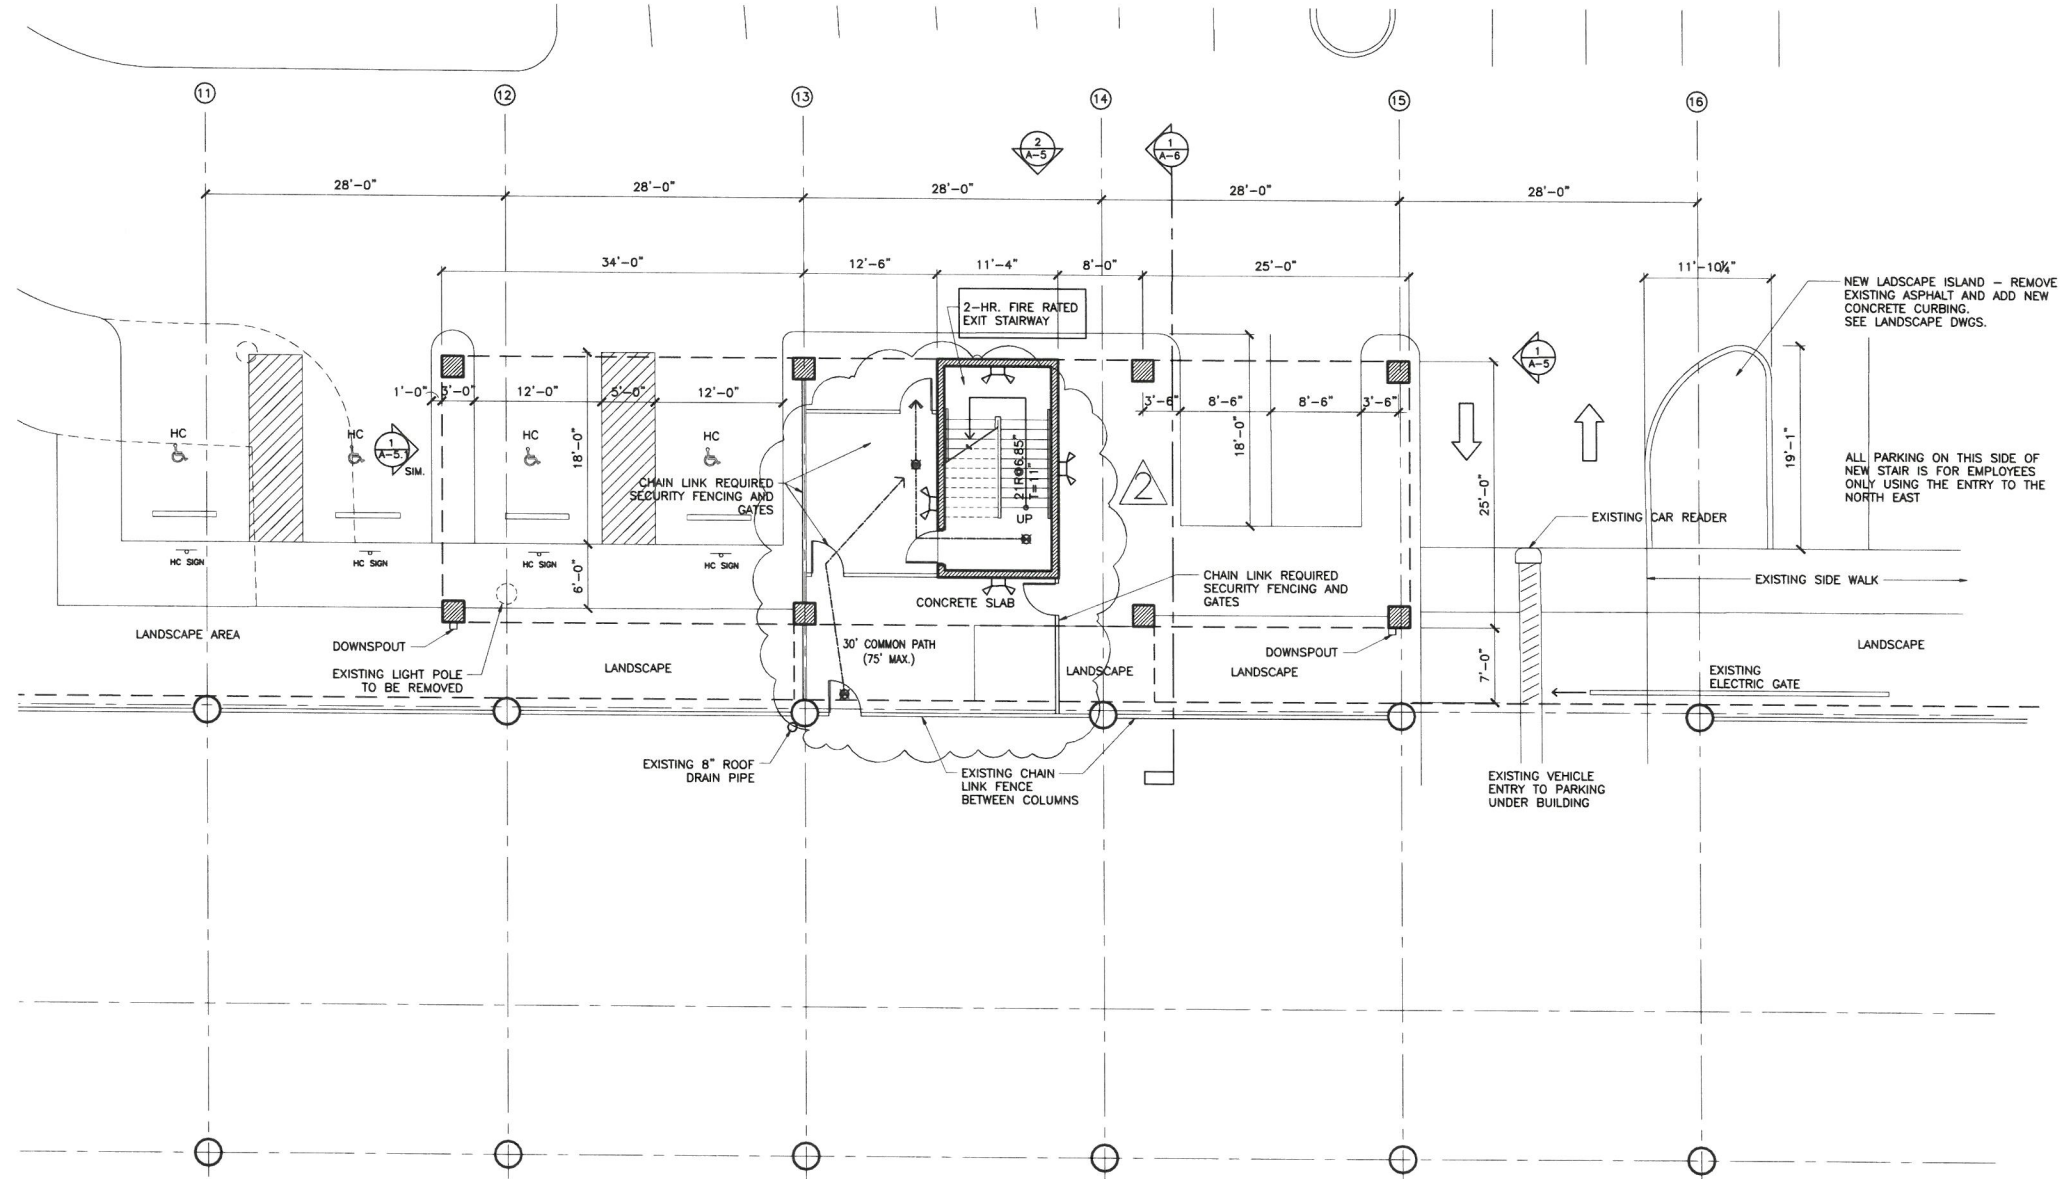 11
12
13
14
15
16
2
A-5
1
A-6
28'-0"
28'-0"
28'-0"
28'-0"
28'-0"
34'-0"
12'-6"
11'-4"
8'-0"
25'-0"
11'-10¼"
NEW LADSCAPE ISLAND - REMOVE
EXISTING ASPHALT AND ADD NEW
CONCRETE CURBING.
SEE LANDSCAPE DWGS.
2-HR. FIRE RATED
EXIT STAIRWAY
1
A-5
1'-0"
3'-0"
12'-0"
5'-0"
12'-0"
3'-6"
8'-6"
8'-6"
3'-6"
18'-0"
18'-0"
19'-1"
HC
HC
HC
HC
1
A-5.1
SIM.
CHAIN LINK REQUIRED
SECURITY FENCING AND
GATES
21R@6.85"
T=11"
UP
2
25'-0"
ALL PARKING ON THIS SIDE OF
NEW STAIR IS FOR EMPLOYEES
ONLY USING THE ENTRY TO THE
NORTH EAST
EXISTING CAR READER
HC SIGN
HC SIGN
HC SIGN
HC SIGN
6'-0"
CHAIN LINK REQUIRED
SECURITY FENCING AND
GATES
EXISTING SIDE WALK
CONCRETE SLAB
LANDSCAPE AREA
DOWNSPOUT
30' COMMON PATH
(75' MAX.)
DOWNSPOUT
LANDSCAPE
EXISTING LIGHT POLE
TO BE REMOVED
LANDSCAPE
LANDSCAPE
LANDSCAPE
7'-0"
EXISTING
ELECTRIC GATE
EXISTING 8" ROOF
DRAIN PIPE
EXISTING CHAIN
LINK FENCE
BETWEEN COLUMNS
EXISTING VEHICLE
ENTRY TO PARKING
UNDER BUILDING